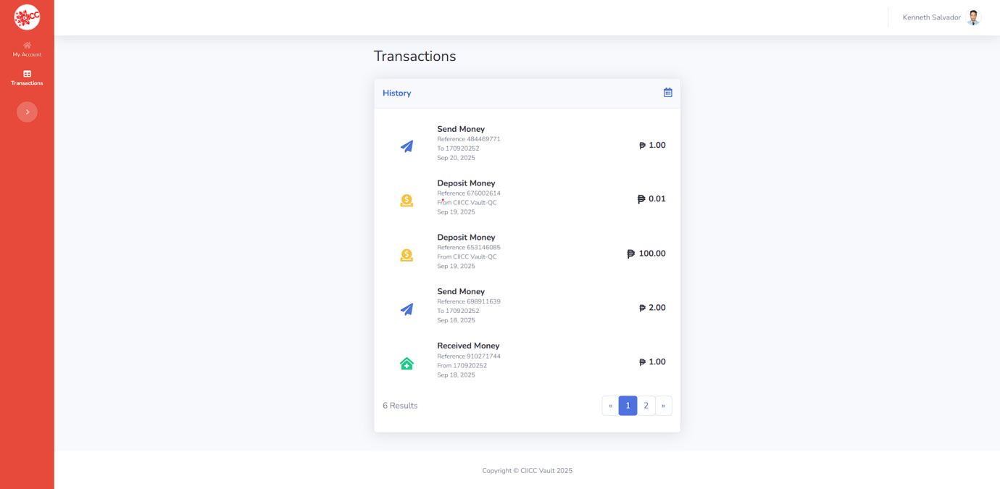 CIICC
Kenneth Salvador
My Account
Transactions
Transactions
History
Send Money
Reference 484469771
To 170920252
Sep 20, 2025
₱ 1.00
Deposit Money
Reference 676002614
From CIICC Vault-QC
Sep 19, 2025
₱ 0.01
Deposit Money
Reference 653146085
From CIICC Vault-QC
Sep 19, 2025
₱ 100.00
Send Money
Reference 698911639
To 170920252
Sep 18, 2025
₱ 2.00
Received Money
Reference 910271744
From 170920252
Sep 18, 2025
₱ 1.00
6 Results
« 1 2 »
Copyright © CIICC Vault 2025